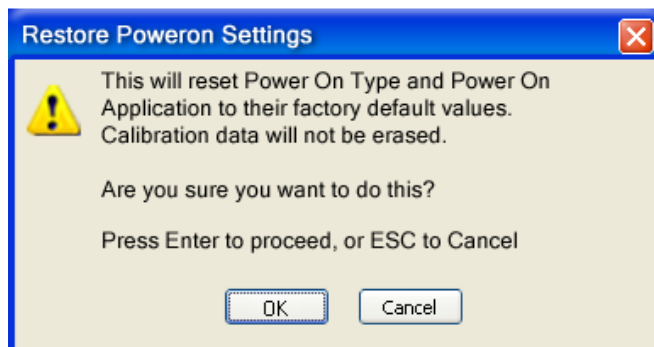 Restore Poweron Settings
This will reset Power On Type and Power On
Application to their factory default values.
Calibration data will not be erased.
Are you sure you want to do this?
Press Enter to proceed, or ESC to Cancel
OK
Cancel